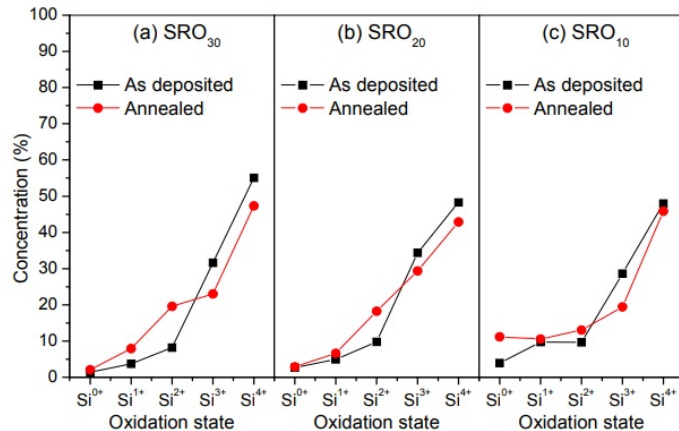 100
90
80
70
60
50
40
30
20
10
0
Concentration (%)
(a) SRO₃₀
As deposited
Annealed
Si⁰⁺ Si¹⁺ Si²⁺ Si³⁺ Si⁴⁺
Oxidation state
(b) SRO₂₀
As deposited
Annealed
Si⁰⁺ Si¹⁺ Si²⁺ Si³⁺ Si⁴⁺
Oxidation state
(c) SRO₁₀
As deposited
Annealed
Si⁰⁺ Si¹⁺ Si²⁺ Si³⁺ Si⁴⁺
Oxidation state